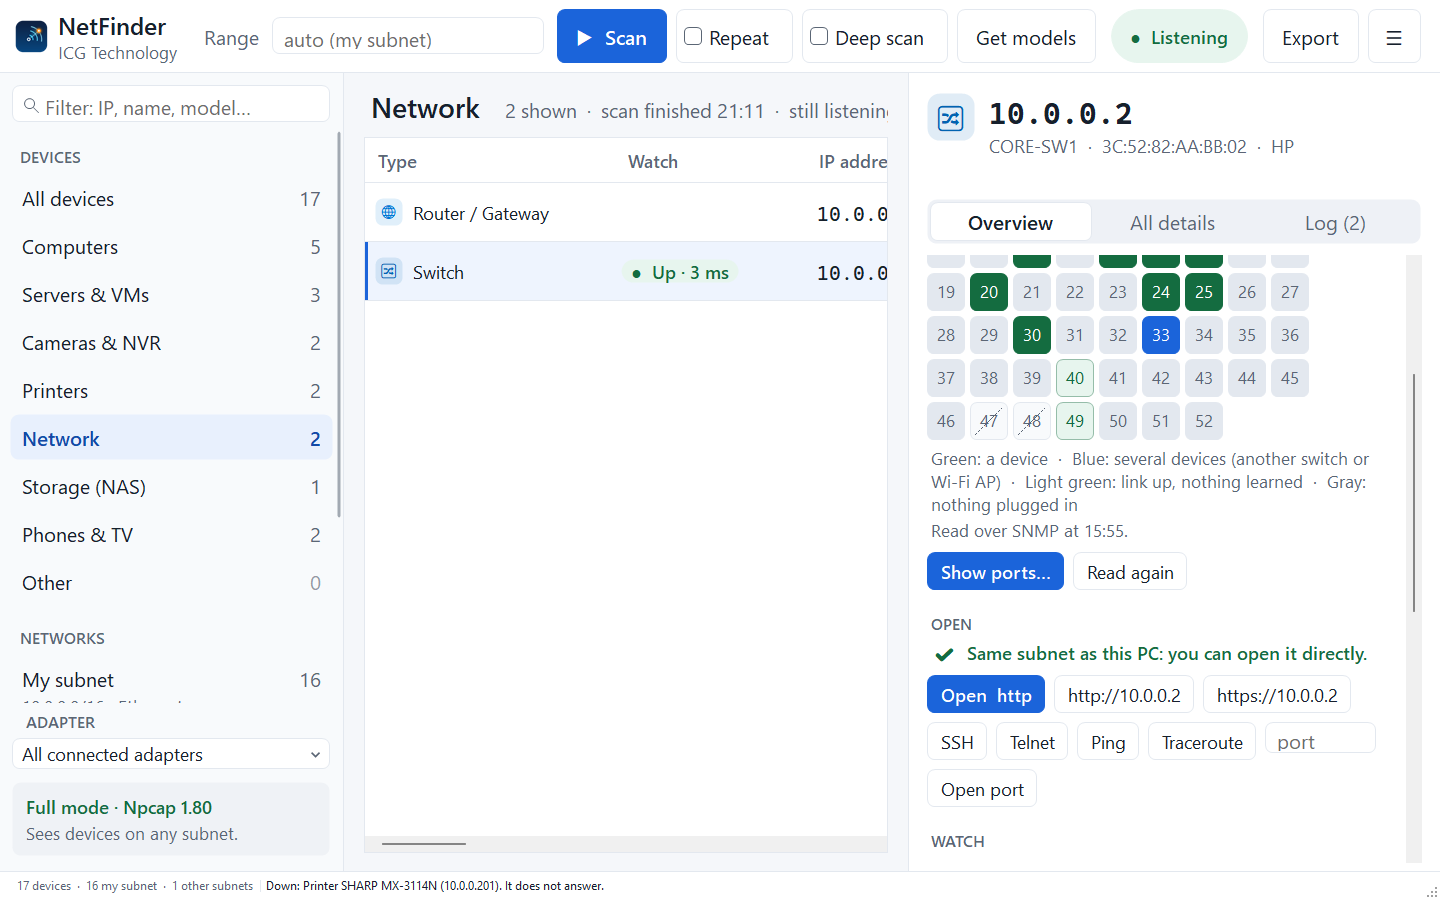 NetFinder
ICG Technology
Range
auto (my subnet)
Scan
Repeat
Deep scan
Get models
Listening
Export
Filter: IP, name, model...
DEVICES
All devices 17
Computers 5
Servers & VMs 3
Cameras & NVR 2
Printers 2
Network 2
Storage (NAS) 1
Phones & TV 2
Other 0
NETWORKS
My subnet 16
ADAPTER
All connected adapters
Full mode · Npcap 1.80
Sees devices on any subnet.
Network 2 shown · scan finished 21:11 · still listening
Type Watch IP addre
Router / Gateway 10.0.0
Switch Up · 3 ms 10.0.0
10.0.0.2
CORE-SW1 · 3C:52:82:AA:BB:02 · HP
Overview All details Log (2)
19 20 21 22 23 24 25 26 27
28 29 30 31 32 33 34 35 36
37 38 39 40 41 42 43 44 45
46 47 48 49 50 51 52
Green: a device · Blue: several devices (another switch or
Wi-Fi AP) · Light green: link up, nothing learned · Gray:
nothing plugged in
Read over SNMP at 15:55.
Show ports... Read again
OPEN
Same subnet as this PC: you can open it directly.
Open http http://10.0.0.2 https://10.0.0.2
SSH Telnet Ping Traceroute port
Open port
WATCH
17 devices · 16 my subnet · 1 other subnets Down: Printer SHARP MX-3114N (10.0.0.201). It does not answer.